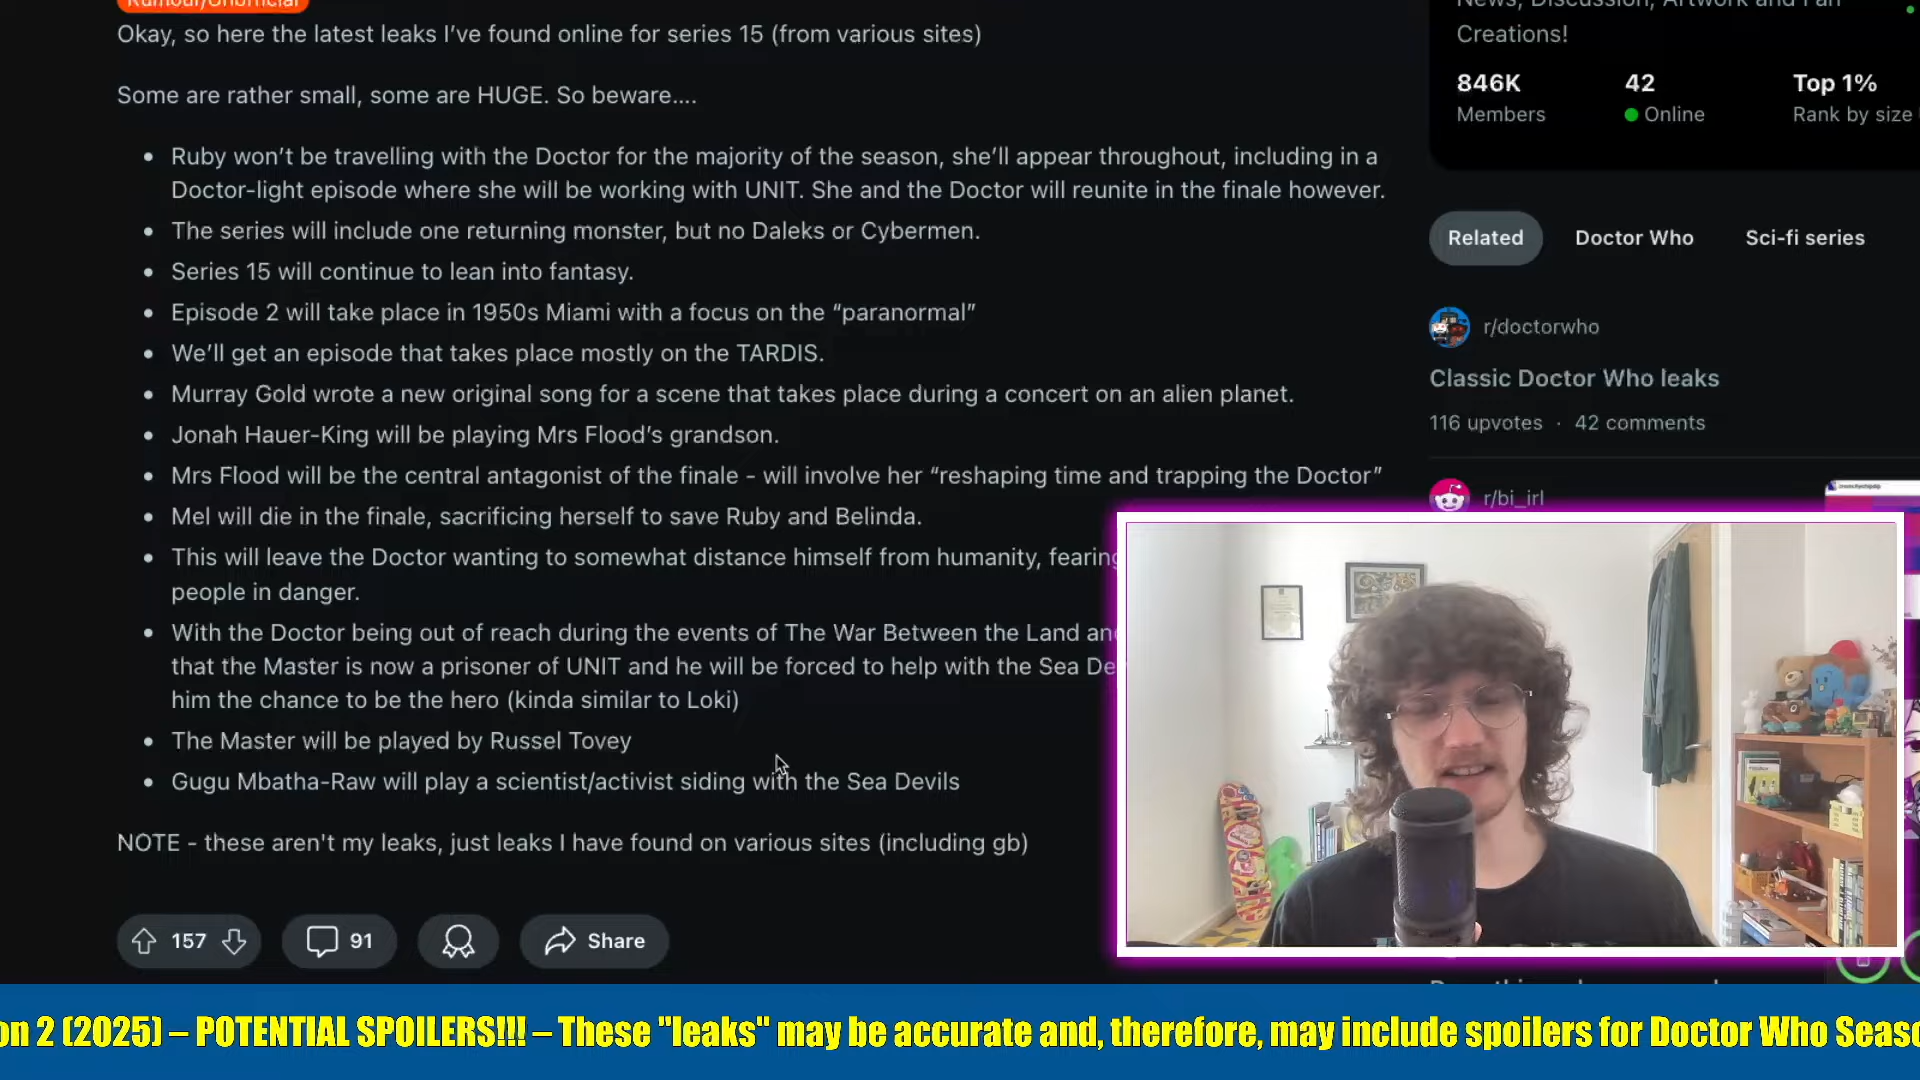 Rumour/Unofficial
Okay, so here the latest leaks I've found online for series 15 (from various sites)
Some are rather small, some are HUGE. So beware....
• Ruby won't be travelling with the Doctor for the majority of the season, she'll appear throughout, including in a
Doctor-light episode where she will be working with UNIT. She and the Doctor will reunite in the finale however.
• The series will include one returning monster, but no Daleks or Cybermen.
• Series 15 will continue to lean into fantasy.
• Episode 2 will take place in 1950s Miami with a focus on the “paranormal”
• We'll get an episode that takes place mostly on the TARDIS.
• Murray Gold wrote a new original song for a scene that takes place during a concert on an alien planet.
• Jonah Hauer-King will be playing Mrs Flood's grandson.
• Mrs Flood will be the central antagonist of the finale - will involve her “reshaping time and trapping the Doctor”
• Mel will die in the finale, sacrificing herself to save Ruby and Belinda.
• This will leave the Doctor wanting to somewhat distance himself from humanity, fearing
people in danger.
• With the Doctor being out of reach during the events of The War Between the Land and
that the Master is now a prisoner of UNIT and he will be forced to help with the Sea De
him the chance to be the hero (kinda similar to Loki)
• The Master will be played by Russel Tovey
• Gugu Mbatha-Raw will play a scientist/activist siding with the Sea Devils
NOTE - these aren't my leaks, just leaks I have found on various sites (including gb)
157
91
Share
News, Discussion, Artwork and Fan
Creations!
846K 42 Top 1%
Members Online Rank by size
Related Doctor Who Sci-fi series
r/doctorwho
Classic Doctor Who leaks
116 upvotes · 42 comments
r/bi_irl
on 2 (2025) – POTENTIAL SPOILERS!!! – These "leaks" may be accurate and, therefore, may include spoilers for Doctor Who Seaso